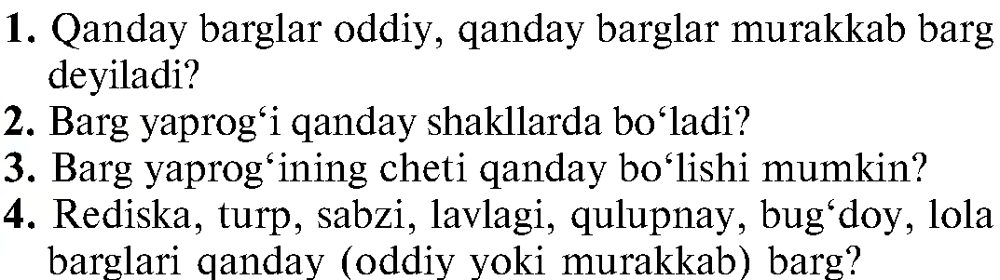 1. Qanday barglar oddiy, qanday barglar murakkab barg
deyiladi?
2. Barg yaprog‘i qanday shakllarda bo‘ladi?
3. Barg yaprog‘ining cheti qanday bo‘lishi mumkin?
4. Rediska, turp, sabzi, lavlagi, qulupnay, bug‘doy, lola
barglari qanday (oddiy yoki murakkab) barg?